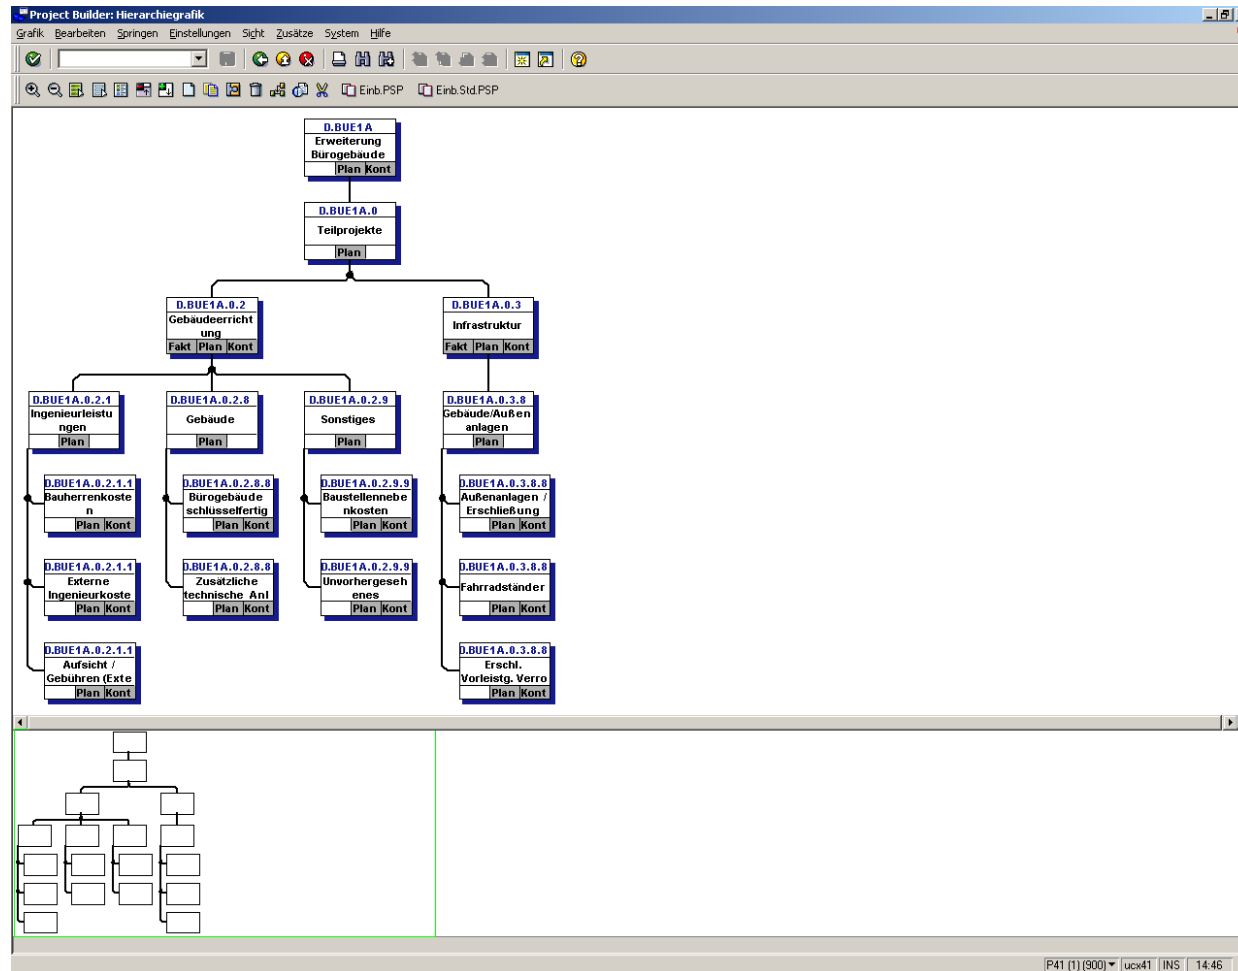 Project Builder: Hierarchiegrafik
Grafik Bearbeiten Springen Einstellungen Sicht Zusätze System Hilfe
Einb.PSP Einb.Std.PSP
D.BUE1A
Erweiterung
Bürogebäude
Plan Kont
D.BUE1A.0
Teilprojekte
Plan
D.BUE1A.0.2
Gebäudeerricht
ung
Fakt Plan Kont
D.BUE1A.0.3
Infrastruktur
Fakt Plan Kont
D.BUE1A.0.2.1
Ingenieurleistu
ngen
Plan
D.BUE1A.0.2.8
Gebäude
Plan
D.BUE1A.0.2.9
Sonstiges
Plan
D.BUE1A.0.3.8
Gebäude/Außen
anlagen
Plan
D.BUE1A.0.2.1.1
Bauherrenkoste
n
Plan Kont
D.BUE1A.0.2.8.8
Bürogebäude
schlüsselfertig
Plan Kont
D.BUE1A.0.2.9.9
Baustellennebe
nkosten
Plan Kont
D.BUE1A.0.3.8.8
Außenanlagen /
Erschließung
Plan Kont
D.BUE1A.0.2.1.1
Externe
Ingenieurkoste
Plan Kont
D.BUE1A.0.2.8.8
Zusätzliche
technische Anl
Plan Kont
D.BUE1A.0.2.9.9
Unvorhergeseh
enes
Plan Kont
D.BUE1A.0.3.8.8
Fahrradständer
Plan Kont
D.BUE1A.0.2.1.1
Aufsicht /
Gebühren (Exte
Plan Kont
D.BUE1A.0.3.8.8
Erschl.
Vorleistg. Verro
Plan Kont
P41 (1) (900) ucx41 INS 14:46